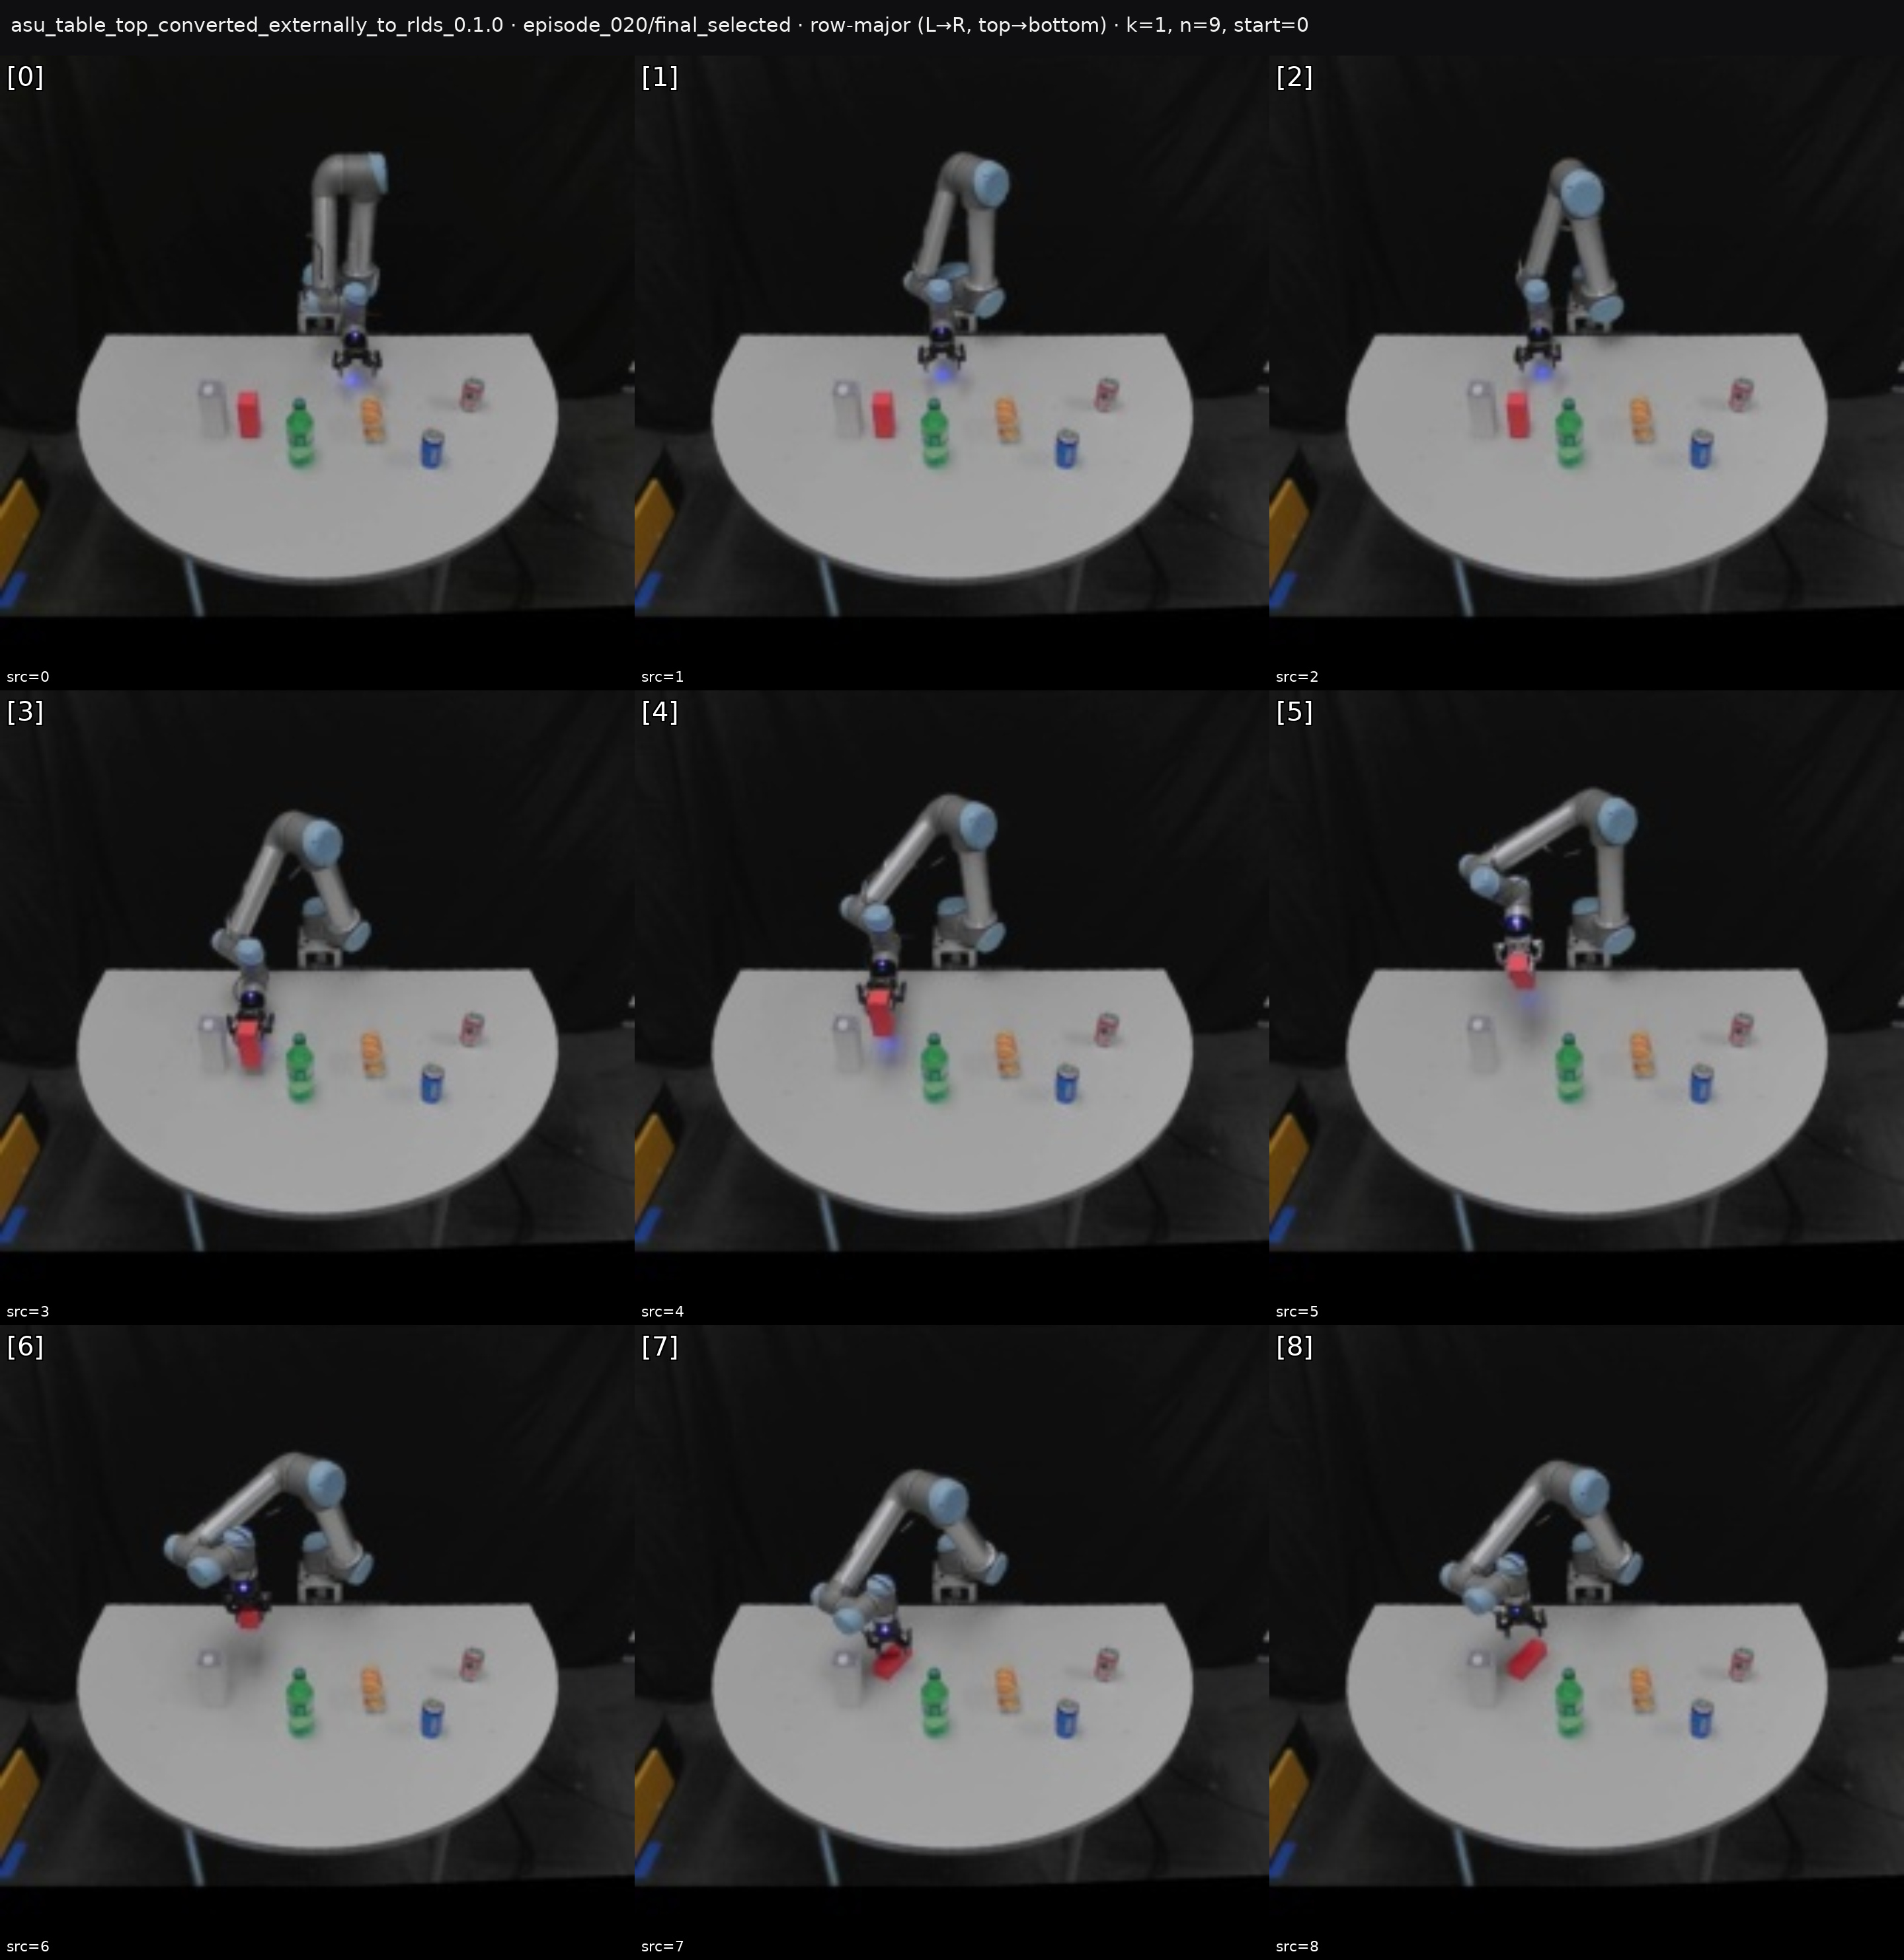 asu_table_top_converted_externally_to_rlds_0.1.0 · episode_020/final_selected · row-major (L→R, top→bottom) · k=1, n=9, start=0
[0]
[1]
[2]
src=0
src=1
src=2
[3]
[4]
[5]
src=3
src=4
src=5
[6]
[7]
[8]
src=6
src=7
src=8